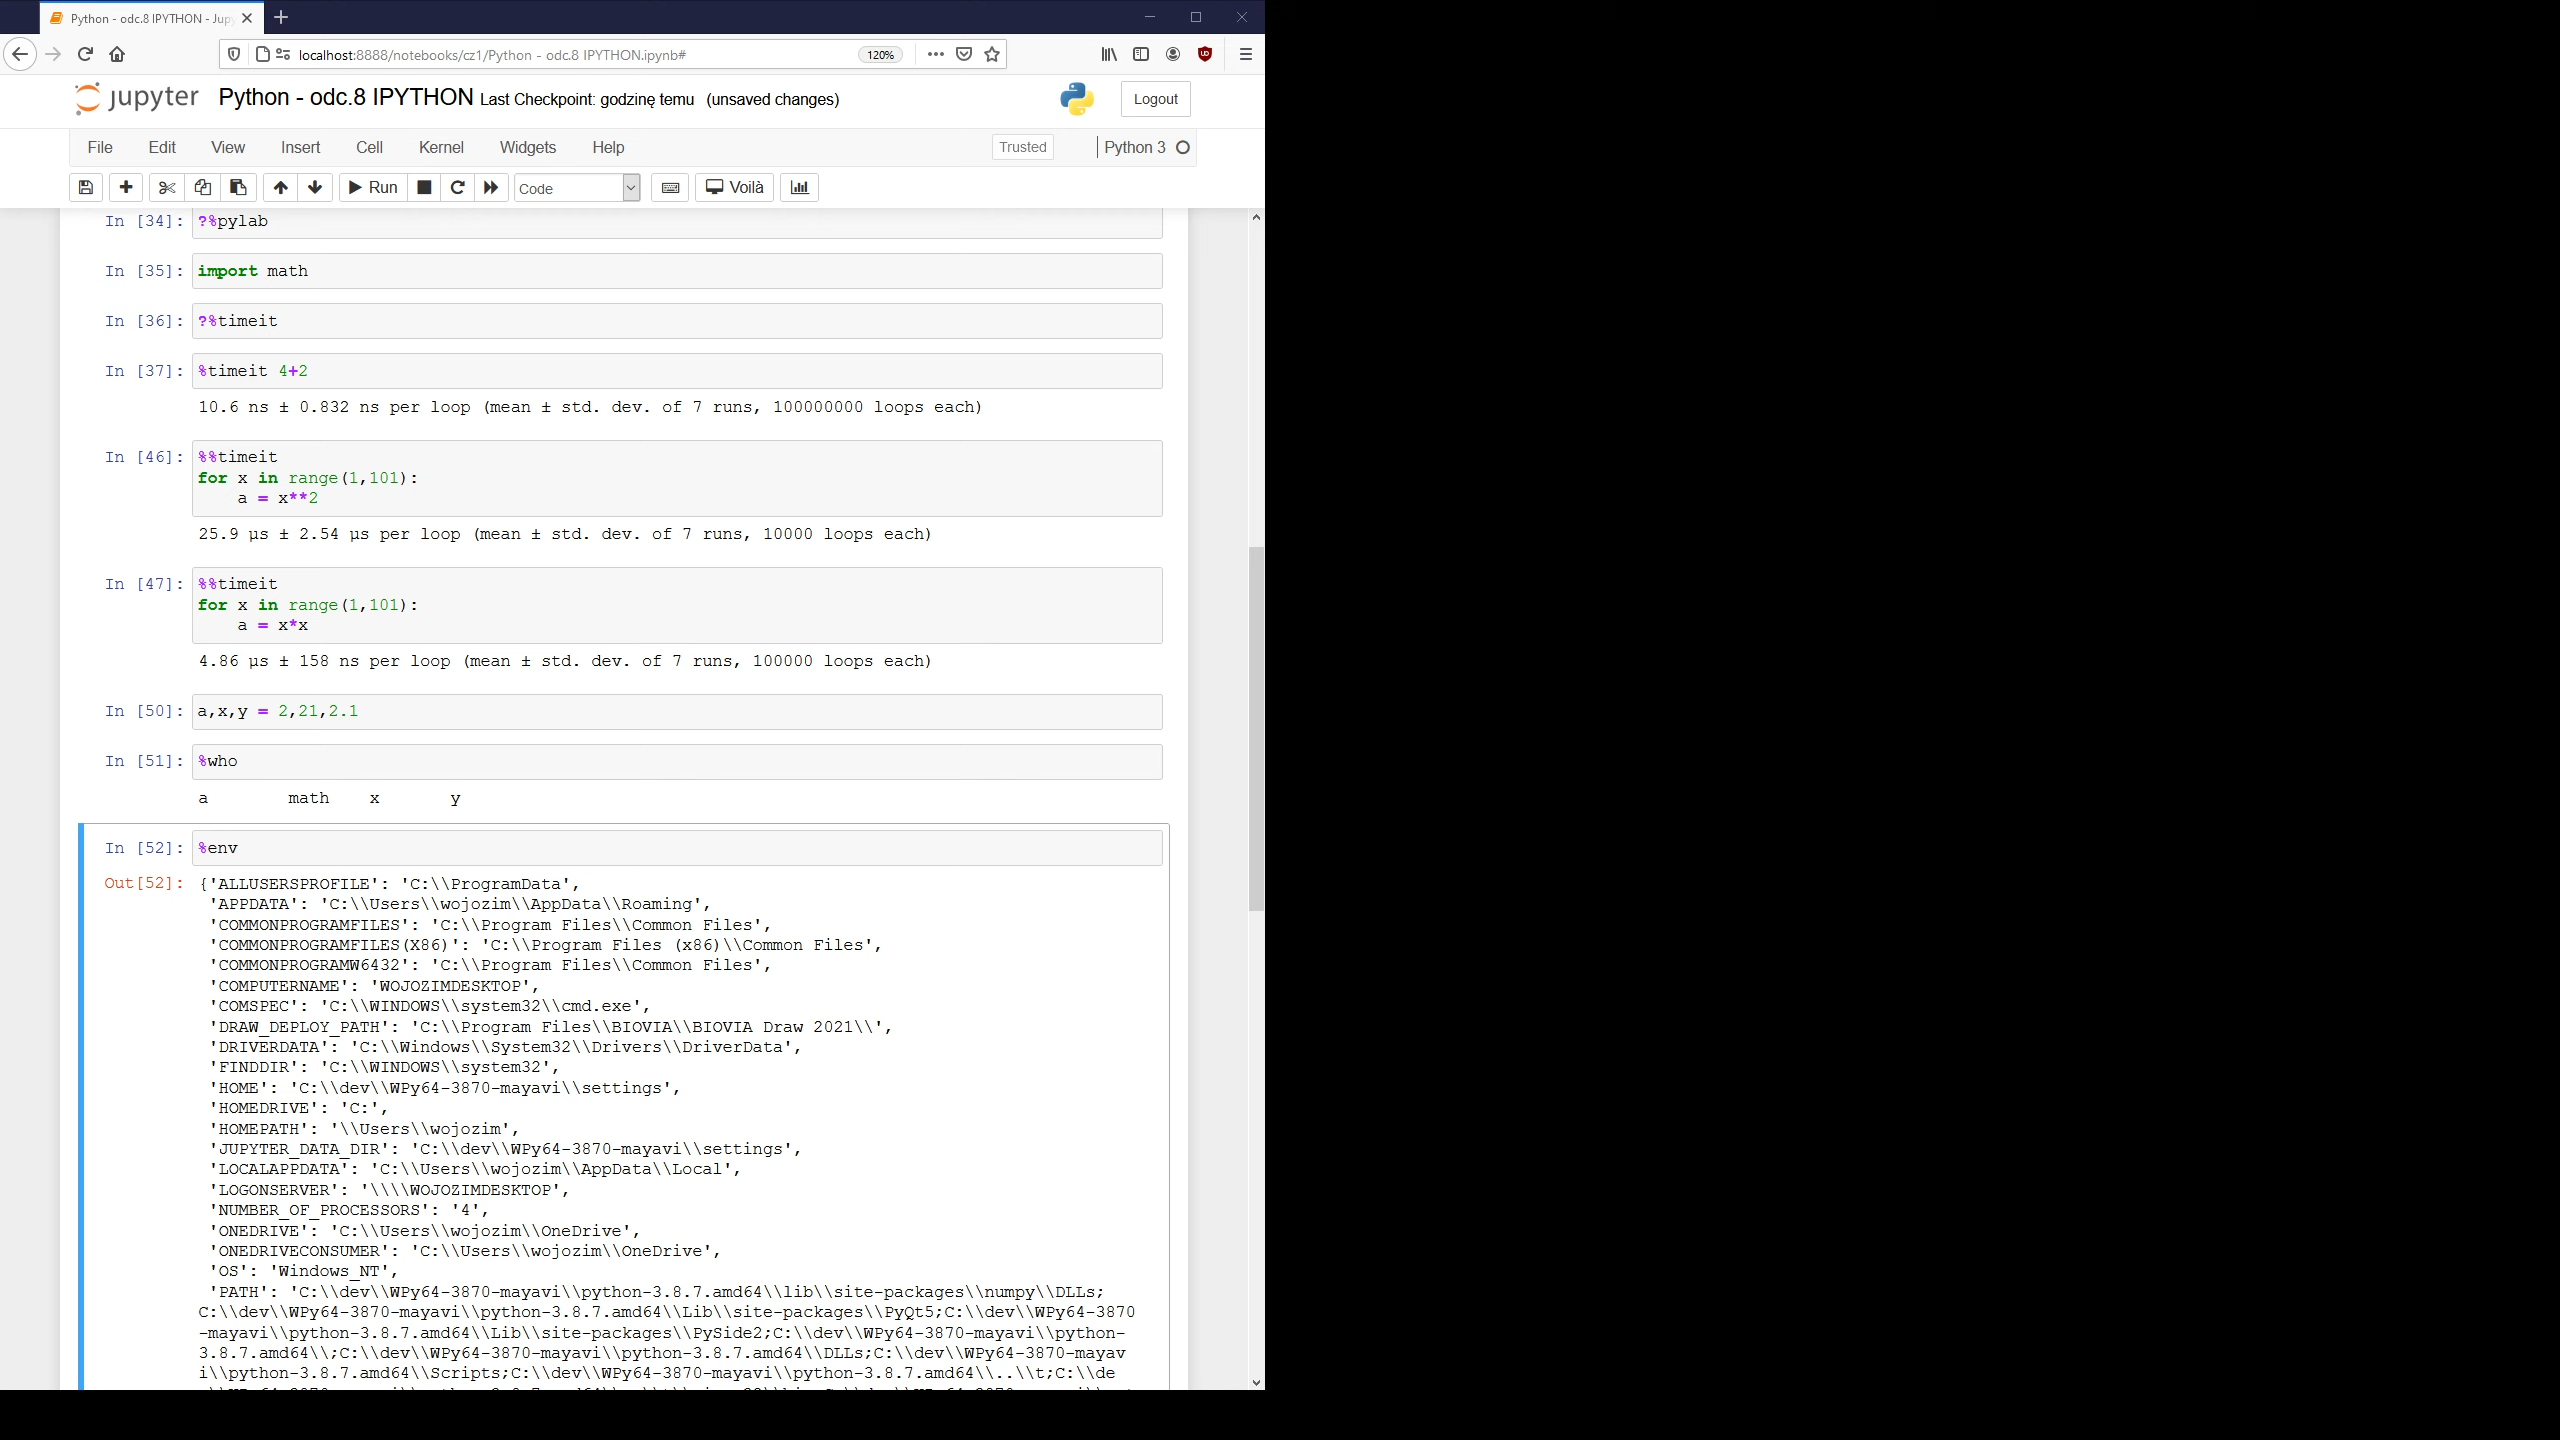 Python - odc.8 IPYTHON - Jup
localhost:8888/notebooks/cz1/Python - odc.8 IPYTHON.ipynb#
120%
jupyter Python - odc.8 IPYTHON Last Checkpoint: godzinę temu (unsaved changes)
Logout
File Edit View Insert Cell Kernel Widgets Help
Trusted
Python 3
Run
Code
Voilà
In [34]: ?%pylab
In [35]: import math
In [36]: ?%timeit
In [37]: %timeit 4+2
10.6 ns ± 0.832 ns per loop (mean ± std. dev. of 7 runs, 100000000 loops each)
In [46]: %%timeit
for x in range(1,101):
    a = x**2
25.9 µs ± 2.54 µs per loop (mean ± std. dev. of 7 runs, 10000 loops each)
In [47]: %%timeit
for x in range(1,101):
    a = x*x
4.86 µs ± 158 ns per loop (mean ± std. dev. of 7 runs, 100000 loops each)
In [50]: a,x,y = 2,21,2.1
In [51]: %who
a math x y
In [52]: %env
Out[52]: {'ALLUSERSPROFILE': 'C:\\ProgramData',
'APPDATA': 'C:\\Users\\wojozim\\AppData\\Roaming',
'COMMONPROGRAMFILES': 'C:\\Program Files\\Common Files',
'COMMONPROGRAMFILES(X86)': 'C:\\Program Files (x86)\\Common Files',
'COMMONPROGRAMW6432': 'C:\\Program Files\\Common Files',
'COMPUTERNAME': 'WOJOZIMDESKTOP',
'COMSPEC': 'C:\\WINDOWS\\system32\\cmd.exe',
'DRAW_DEPLOY_PATH': 'C:\\Program Files\\BIOVIA\\BIOVIA Draw 2021\\',
'DRIVERDATA': 'C:\\Windows\\System32\\Drivers\\DriverData',
'FINDDIR': 'C:\\WINDOWS\\system32',
'HOME': 'C:\\dev\\WPy64-3870-mayavi\\settings',
'HOMEDRIVE': 'C:',
'HOMEPATH': '\\Users\\wojozim',
'JUPYTER_DATA_DIR': 'C:\\dev\\WPy64-3870-mayavi\\settings',
'LOCALAPPDATA': 'C:\\Users\\wojozim\\AppData\\Local',
'LOGONSERVER': '\\\\WOJOZIMDESKTOP',
'NUMBER_OF_PROCESSORS': '4',
'ONEDRIVE': 'C:\\Users\\wojozim\\OneDrive',
'ONEDRIVECONSUMER': 'C:\\Users\\wojozim\\OneDrive',
'OS': 'Windows_NT',
'PATH': 'C:\\dev\\WPy64-3870-mayavi\\python-3.8.7.amd64\\lib\\site-packages\\numpy\\DLLs;
C:\\dev\\WPy64-3870-mayavi\\python-3.8.7.amd64\\Lib\\site-packages\\PyQt5;C:\\dev\\WPy64-3870
-mayavi\\python-3.8.7.amd64\\Lib\\site-packages\\PySide2;C:\\dev\\WPy64-3870-mayavi\\python-
3.8.7.amd64\\;C:\\dev\\WPy64-3870-mayavi\\python-3.8.7.amd64\\DLLs;C:\\dev\\WPy64-3870-mayav
i\\python-3.8.7.amd64\\Scripts;C:\\dev\\WPy64-3870-mayavi\\python-3.8.7.amd64\\..\\t;C:\\de